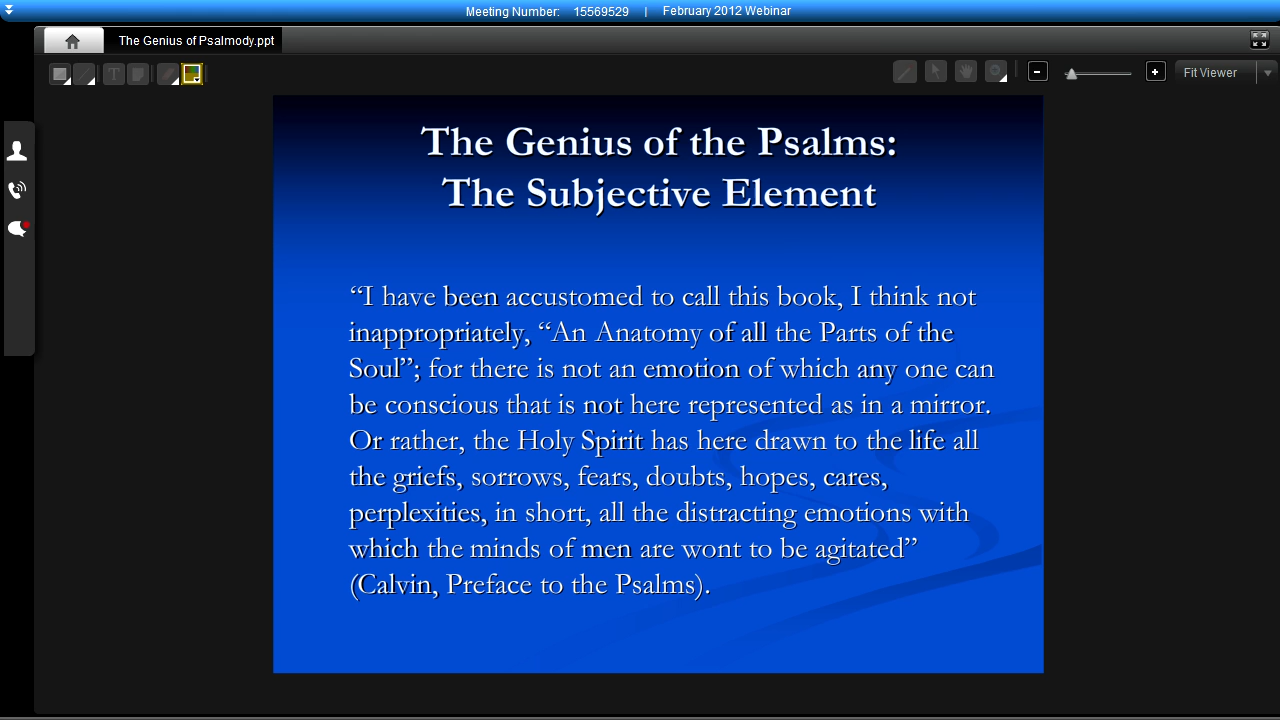 Meeting Number: 15569529 | February 2012 Webinar
The Genius of Psalmody.ppt
T
Fit Viewer
The Genius of the Psalms:
The Subjective Element
“I have been accustomed to call this book, I think not
inappropriately, “An Anatomy of all the Parts of the
Soul”; for there is not an emotion of which any one can
be conscious that is not here represented as in a mirror.
Or rather, the Holy Spirit has here drawn to the life all
the griefs, sorrows, fears, doubts, hopes, cares,
perplexities, in short, all the distracting emotions with
which the minds of men are wont to be agitated”
(Calvin, Preface to the Psalms).